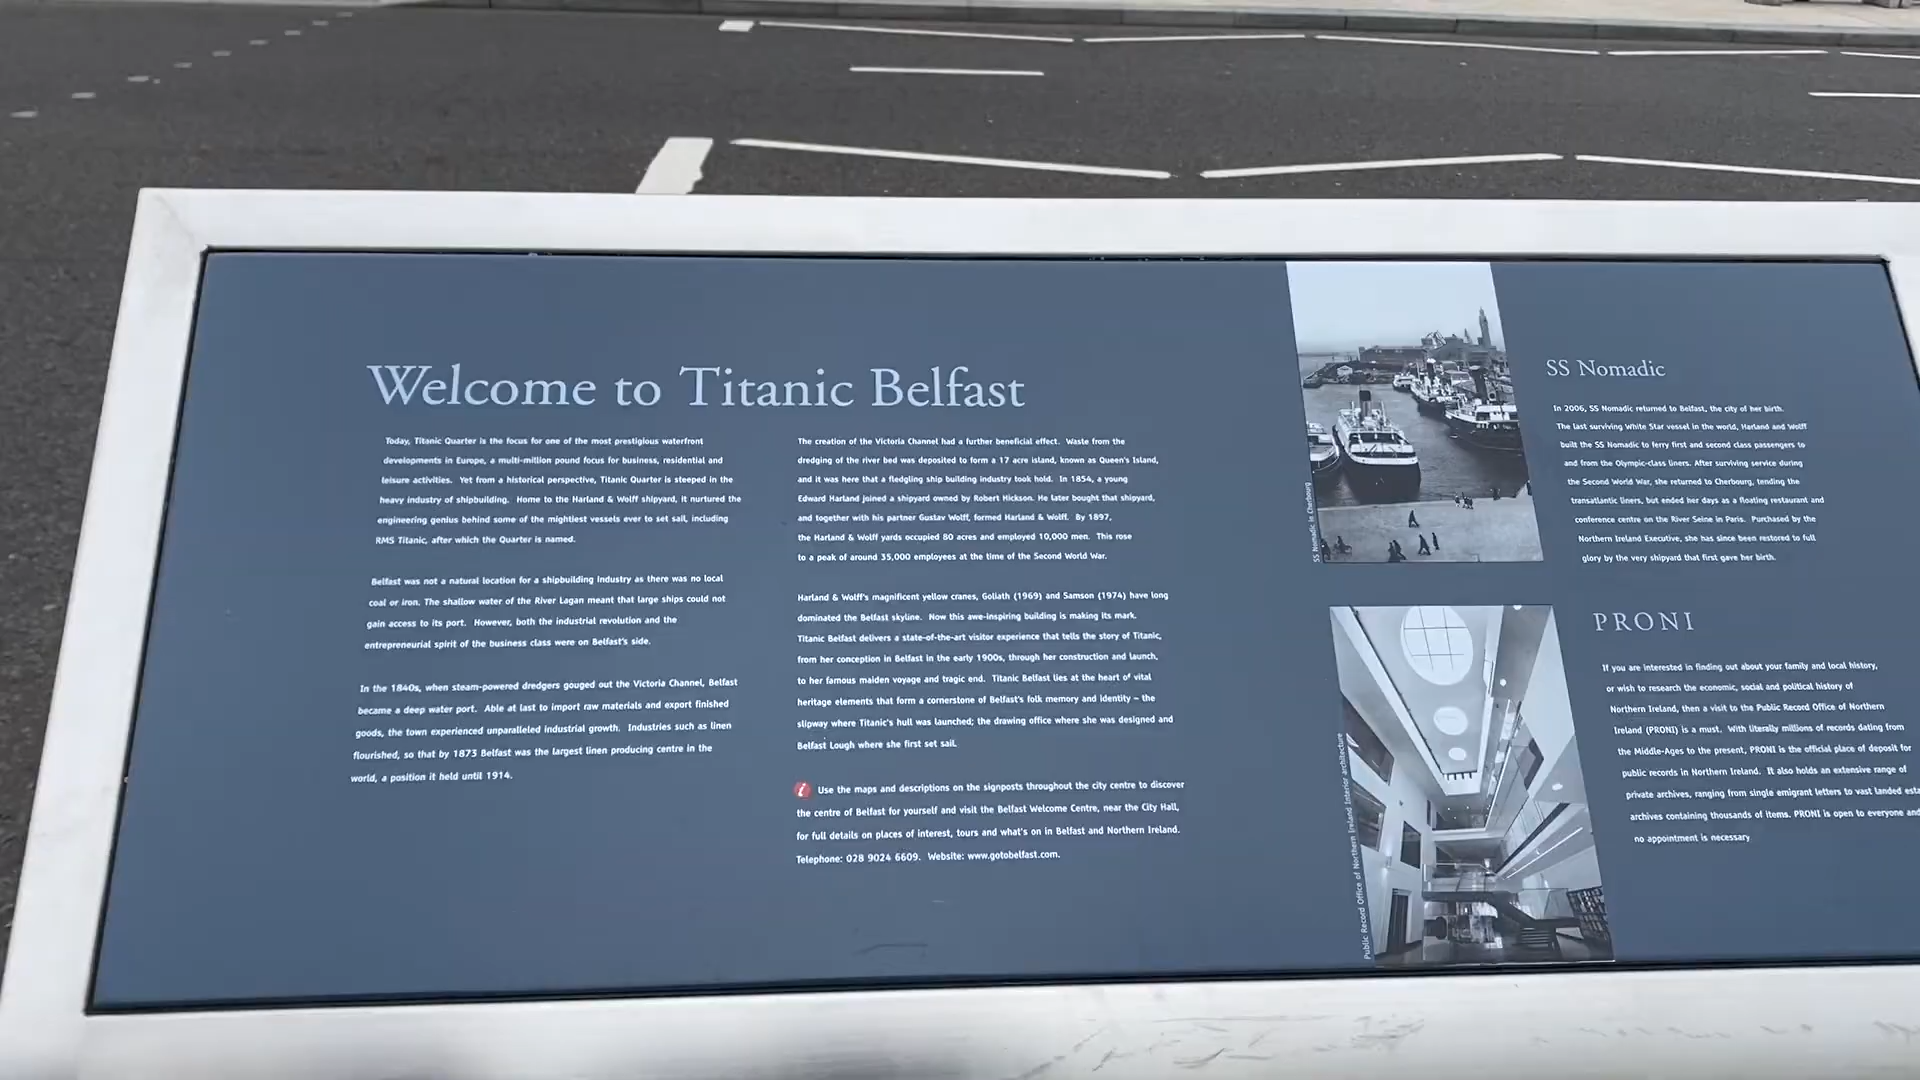 Welcome to Titanic Belfast
Today, Titanic Quarter is the focus for one of the most prestigious waterfront
developments in Europe, a multi-million pound focus for business, residential and
leisure activities. Yet from a historical perspective, Titanic Quarter is steeped in the
heavy industry of shipbuilding. Home to the Harland & Wolff shipyard, it nurtured the
engineering genius behind some of the mightiest vessels ever to set sail, including
RMS Titanic, after which the Quarter is named.
Belfast was not a natural location for a shipbuilding industry as there was no local
coal or iron. The shallow water of the River Lagan meant that large ships could not
gain access to its port. However, both the industrial revolution and the
entrepreneurial spirit of the business class were on Belfast's side.
In the 1840s, when steam-powered dredgers gouged out the Victoria Channel, Belfast
became a deep water port. Able at last to import raw materials and export finished
goods, the town experienced unparalleled industrial growth. Industries such as linen
flourished, so that by 1873 Belfast was the largest linen producing centre in the
world, a position it held until 1914.
The creation of the Victoria Channel had a further beneficial effect. Waste from the
dredging of the river bed was deposited to form a 17 acre island, known as Queen's Island,
and it was here that a fledgling ship building industry took hold. In 1854, a young
Edward Harland joined a shipyard owned by Robert Hickson. He later bought that shipyard,
and together with his partner Gustav Wolff, formed Harland & Wolff. By 1897,
the Harland & Wolff yards occupied 80 acres and employed 10,000 men. This rose
to a peak of around 35,000 employees at the time of the Second World War.
Harland & Wolff's magnificent yellow cranes, Goliath (1969) and Samson (1974) have long
dominated the Belfast skyline. Now this awe-inspiring building is making its mark.
Titanic Belfast delivers a state-of-the-art visitor experience that tells the story of Titanic,
from her conception in Belfast in the early 1900s, through her construction and launch,
to her famous maiden voyage and tragic end. Titanic Belfast lies at the heart of vital
heritage elements that form a cornerstone of Belfast's folk memory and identity – the
slipway where Titanic's hull was launched; the drawing office where she was designed and
Belfast Lough where she first set sail.
i Use the maps and descriptions on the signposts throughout the city centre to discover
the centre of Belfast for yourself and visit the Belfast Welcome Centre, near the City Hall,
for full details on places of interest, tours and what's on in Belfast and Northern Ireland.
Telephone: 028 9024 6609. Website: www.gotobelfast.com.
SS Nomadic in Cherbourg
SS Nomadic
In 2006, SS Nomadic returned to Belfast, the city of her birth.
The last surviving White Star vessel in the world, Harland and Wolff
built the SS Nomadic to ferry first and second class passengers to
and from the Olympic-class liners. After surviving service during
the Second World War, she returned to Cherbourg, tending the
transatlantic liners, but ended her days as a floating restaurant and
conference centre on the River Seine in Paris. Purchased by the
Northern Ireland Executive, she has since been restored to full
glory by the very shipyard that first gave her birth.
Public Record Office of Northern Ireland interior architecture
PRONI
If you are interested in finding out about your family and local history,
or wish to research the economic, social and political history of
Northern Ireland, then a visit to the Public Record Office of Northern
Ireland (PRONI) is a must. With literally millions of records dating from
the Middle-Ages to the present, PRONI is the official place of deposit for
public records in Northern Ireland. It also holds an extensive range of
private archives, ranging from single emigrant letters to vast landed
archives containing thousands of items. PRONI is open to everyone and
no appointment is necessary